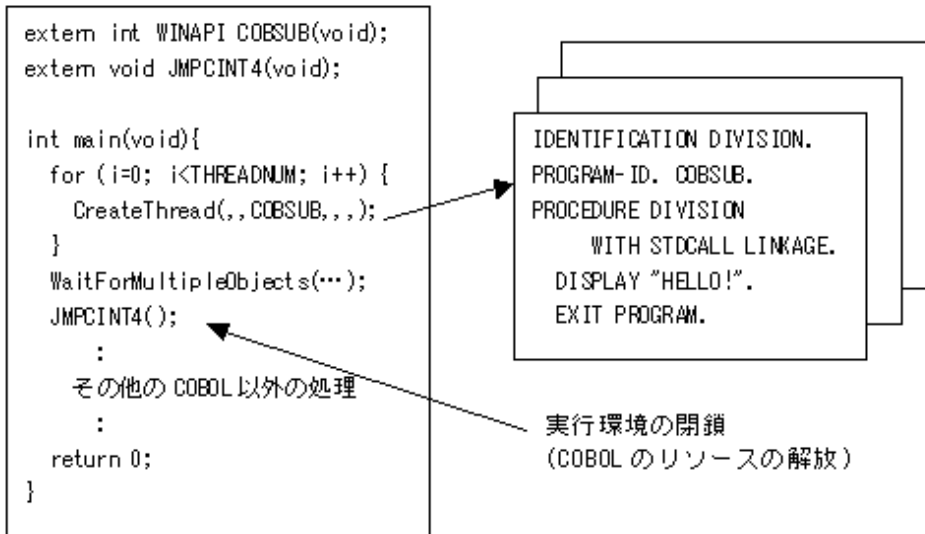 extern int WINAPI COBSUB(void);
extern void JMPCINT4(void);
int main(void){
for (i=0; i<THREADNUM; i++) {
CreateThread(,,COBSUB,,,);
}
WaitForMultipleObjects(…);
JMPCINT4();
:
その他の COBOL 以外の処理
:
return 0;
}
IDENTIFICATION DIVISION.
PROGRAM-ID. COBSUB.
PROCEDURE DIVISION
WITH STDCALL LINKAGE.
DISPLAY "HELLO!".
EXIT PROGRAM.
実行環境の閉鎖
(COBOL のリソースの解放)